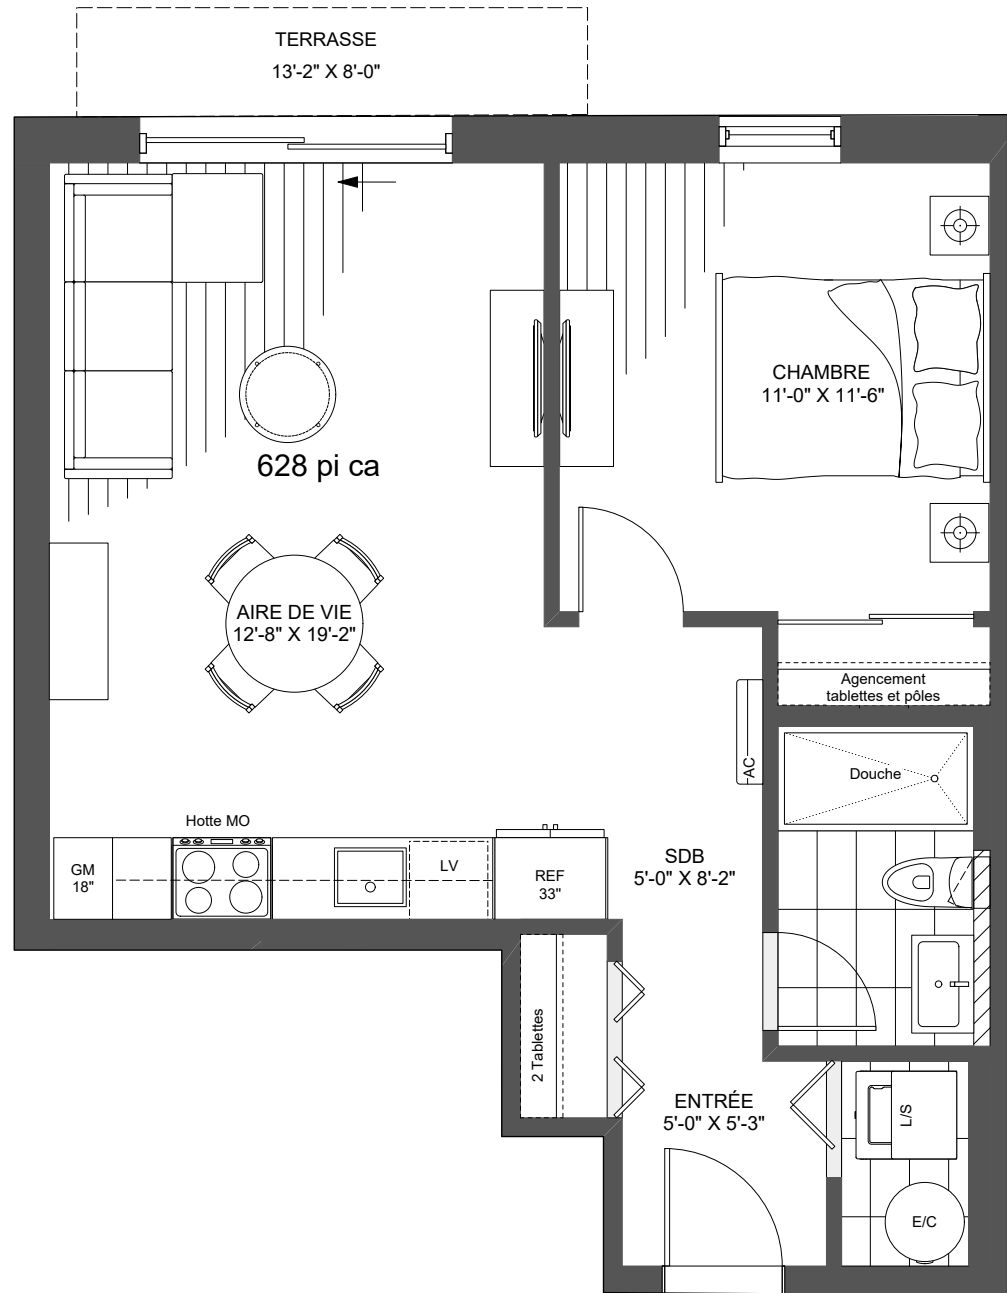 TERRASSE
13'-2" X 8'-0"
CHAMBRE
11'-0" X 11'-6"
628 pi ca
AIRE DE VIE
12'-8" X 19'-2"
Agencement
tablettes et pôles
AC
Douche
Hotte MO
GM
18"
LV
REF
33"
SDB
5'-0" X 8'-2"
2 Tablettes
ENTRÉE
5'-0" X 5'-3"
L/S
E/C